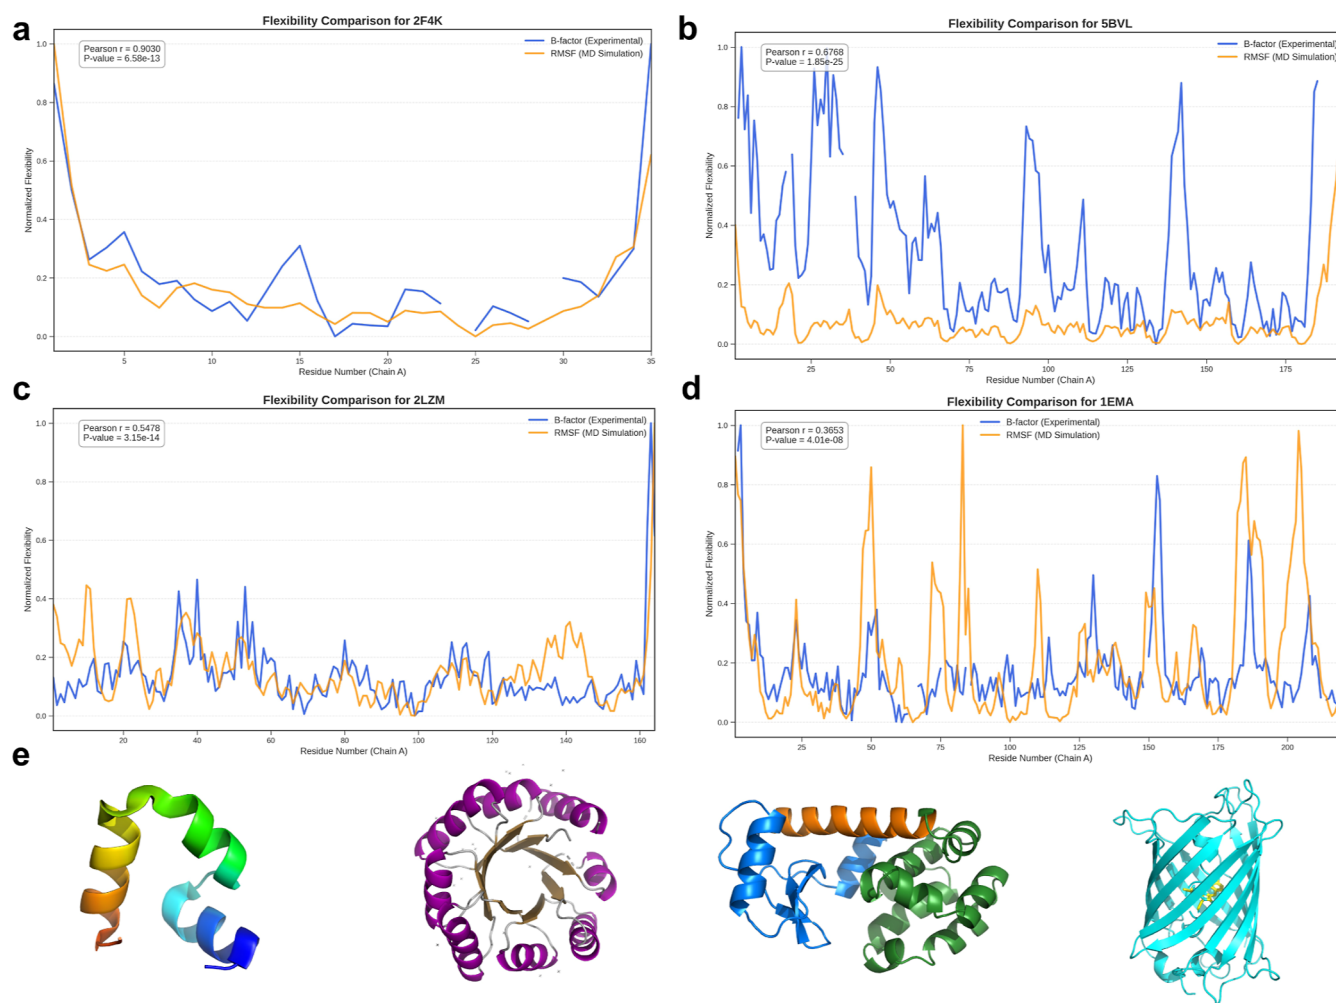 a
Flexibility Comparison for 2F4K
Pearson r = 0.9030
P-value = 6.58e-13
B-factor (Experimental)
RMSF (MD Simulation)
Normalized Flexibility
1.0
0.8
0.6
0.4
0.2
0.0
5 10 15 20 25 30 35
Residue Number (Chain A)
b
Flexibility Comparison for 5BVL
Pearson r = 0.6768
P-value = 1.85e-25
B-factor (Experimental)
RMSF (MD Simulation)
Normalized Flexibility
1.0
0.8
0.6
0.4
0.2
0.0
25 50 75 100 125 150 175
Residue Number (Chain A)
c
Flexibility Comparison for 2LZM
Pearson r = 0.5478
P-value = 3.15e-14
B-factor (Experimental)
RMSF (MD Simulation)
Normalized Flexibility
1.0
0.8
0.6
0.4
0.2
0.0
20 40 60 80 100 120 140 160
Residue Number (Chain A)
d
Flexibility Comparison for 1EMA
Pearson r = 0.3653
P-value = 4.01e-08
B-factor (Experimental)
RMSF (MD Simulation)
Normalized Flexibility
1.0
0.8
0.6
0.4
0.2
0.0
25 50 75 100 125 150 175 200
Reside Number (Chain A)
e